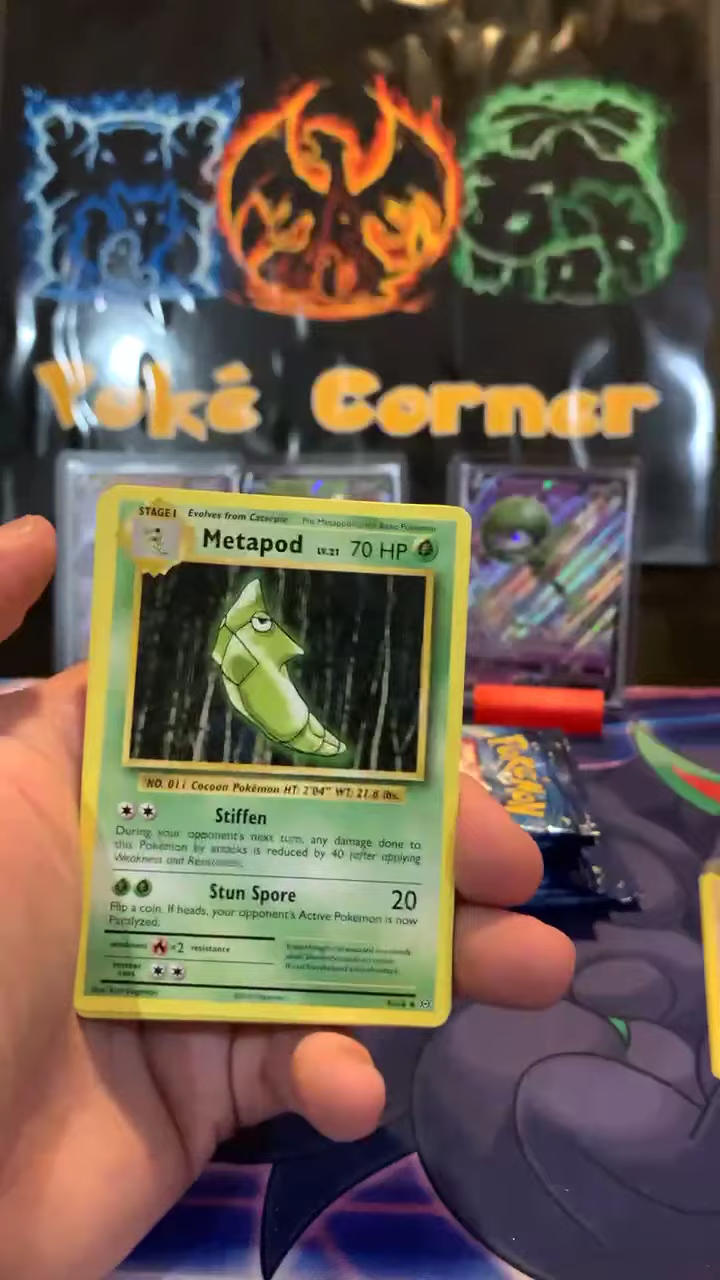 Poké Corner
STAGE 1 Evolves from Caterpie
Metapod LV.21 70 HP
NO. 011 Cocoon Pokémon HT: 2'04" WT: 21.8 lbs.
Stiffen
During your opponent's next turn, any damage done to
this Pokémon by attacks is reduced by 40 (after applying
Weakness and Resistance).
Stun Spore 20
Flip a coin. If heads, your opponent's Active Pokémon is now
Paralyzed.
weakness ×2 resistance
retreat
cost
POKéMON